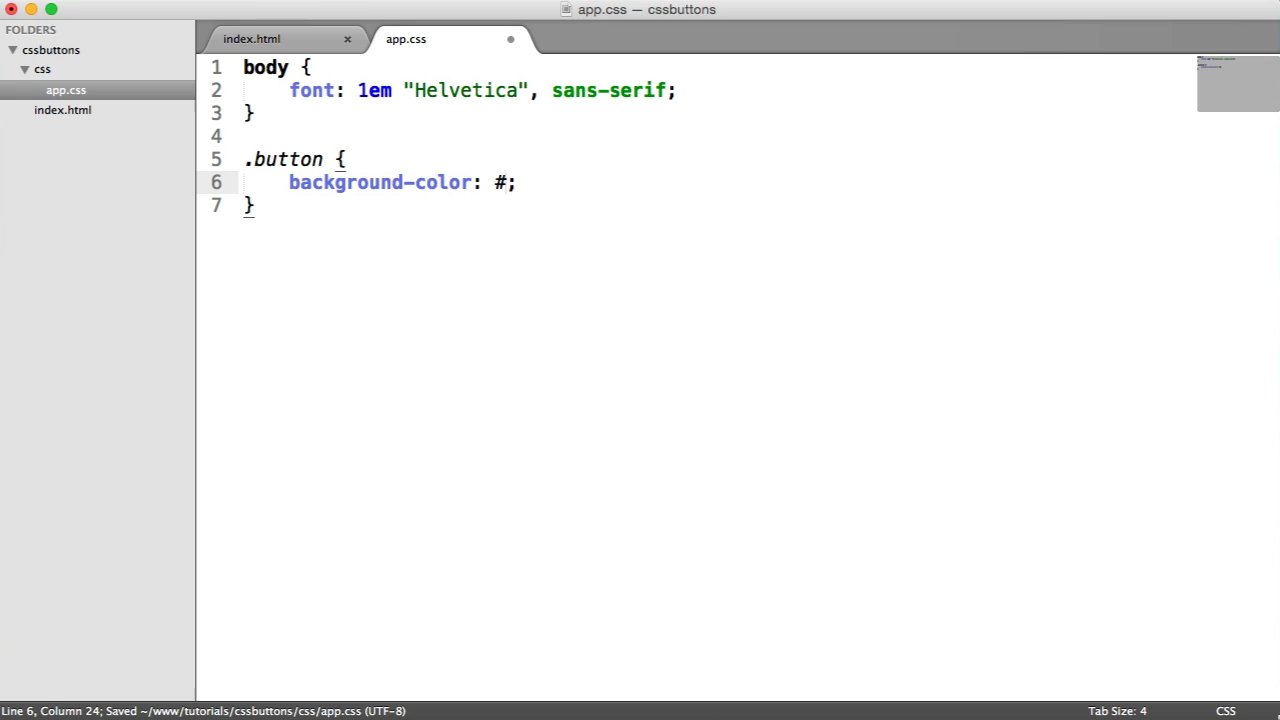 app.css — cssbuttons
FOLDERS
cssbuttons
css
app.css
index.html
index.html ×
app.css
1 body {
2 font: 1em "Helvetica", sans-serif;
3 }
4
5 .button {
6 background-color: #;
7 }
Line 6, Column 24; Saved ~/www/tutorials/cssbuttons/css/app.css (UTF-8)
Tab Size: 4
CSS